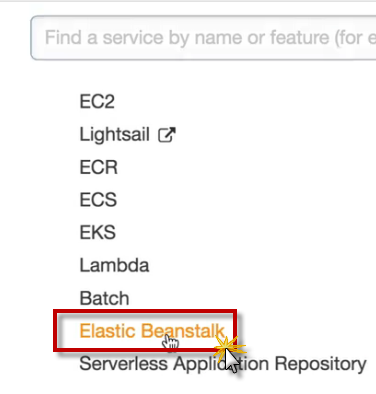 Find a service by name or feature (for e
EC2
Lightsail
ECR
ECS
EKS
Lambda
Batch
Elastic Beanstalk
Serverless Application Repository